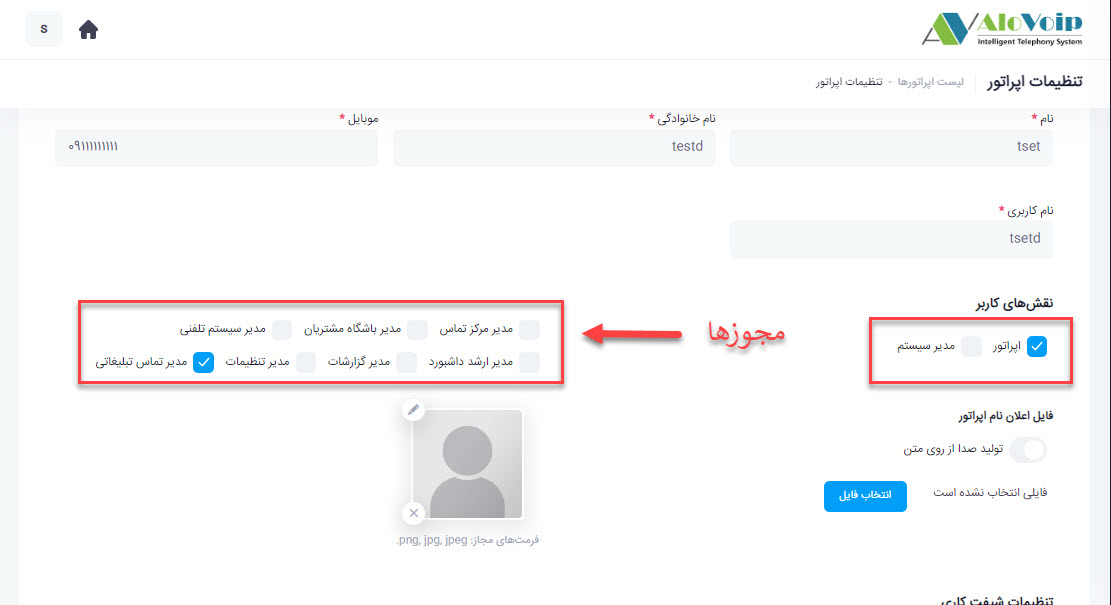 S
AloVoip
Intelligent Telephony System
تنظیمات اپراتور
لیست اپراتورها - تنظیمات اپراتور
نام *
نام خانوادگی *
موبایل *
tset
testd
۰۹۱۱۱۱۱۱۱۱۱
نام کاربری *
tsetd
نقش‌های کاربر
اپراتور
مدیر سیستم
مجوزها
مدیر مرکز تماس
مدیر باشگاه مشتریان
مدیر سیستم تلفنی
مدیر ارشد داشبورد
مدیر گزارشات
مدیر تنظیمات
مدیر تماس تبلیغاتی
فایل اعلان نام اپراتور
تولید صدا از روی متن
فایلی انتخاب نشده است
انتخاب فایل
فرمت‌های مجاز: png, jpg, jpeg.
تنظیمات شیفت کاری